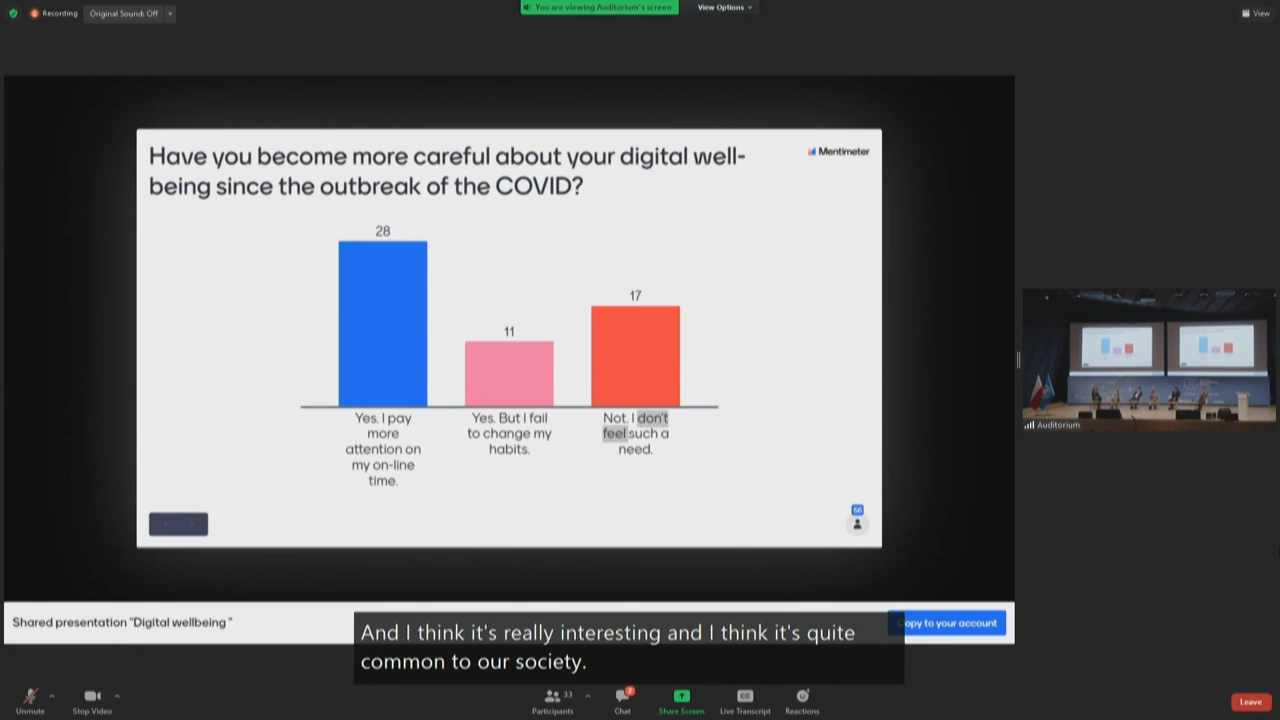 Recording
Original Sound: Off
You are viewing Auditorium's screen
View Options
View
Have you become more careful about your digital well-
being since the outbreak of the COVID?
Mentimeter
28
11
17
Yes. I pay
more
attention on
my on-line
time.
Yes. But I fail
to change my
habits.
Not. I don't
feel such a
need.
Auditorium
Shared presentation "Digital wellbeing "
opy to your account
And I think it's really interesting and I think it's quite
common to our society.
Unmute
Stop Video
33
Participants
2
Chat
Share Screen
CC
Live Transcript
Reactions
Leave